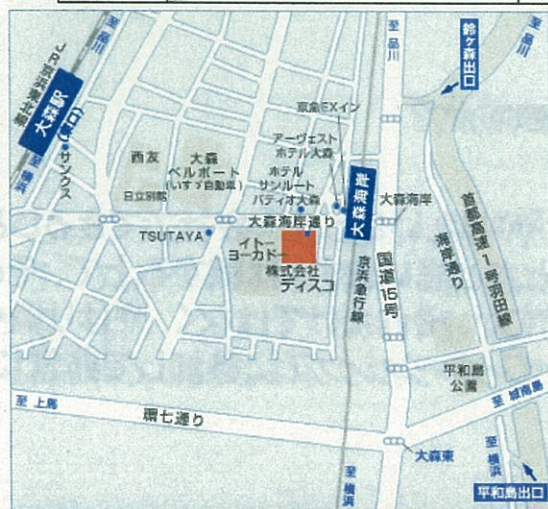 至 品川
至 品川
至 品川
鈴ヶ森出口
JR京浜東北線
大森駅
(東口)
サンクス
至 横浜
京急EXイン
アーヴェスト
ホテル大森
西友
大森
ベルポート
(いすゞ自動車)
日立別館
ホテル
サンルート
パティオ大森
大森海岸
大森海岸
大森海岸通り
TSUTAYA
イトー
ヨーカドー
株式会社
ディスコ
京浜急行線
国道15号
海岸通り
首都高速1号羽田線
平和島
公園
至 上馬
環七通り
至 城南島
大森東
至 横浜
至 横浜
平和島出口